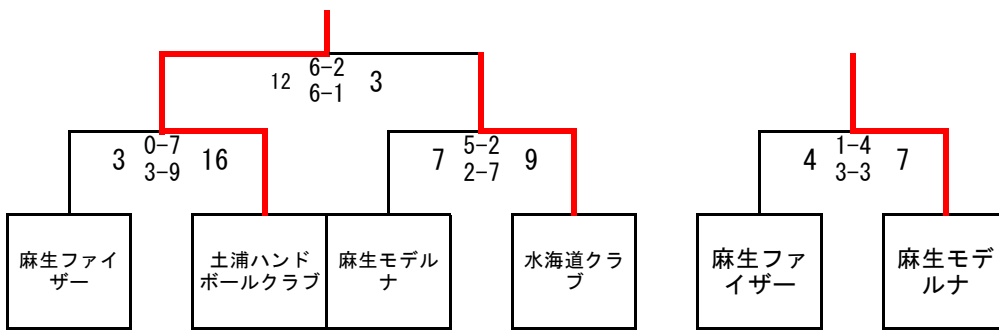 12 6-2 3
6-1
3 0-7 16
3-9
7 5-2 9
2-7
4 1-4 7
3-3
麻生ファイ
ザー
土浦ハンド
ボールクラブ
麻生モデル
ナ
水海道クラ
ブ
麻生ファ
イザー
麻生モデ
ルナ